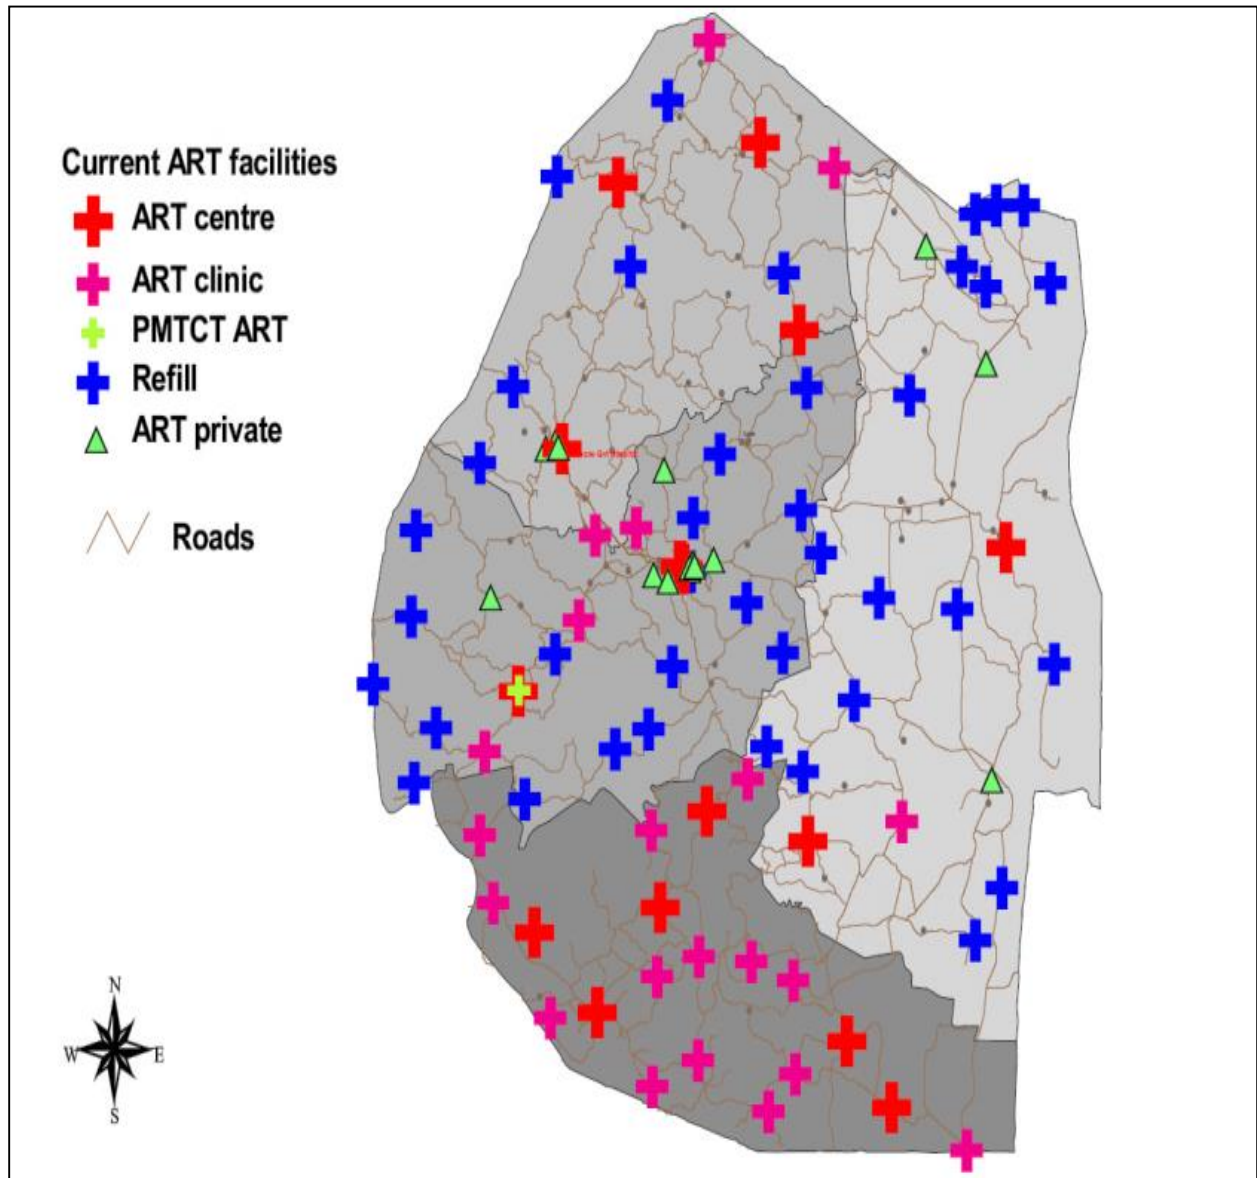 Current ART facilities
ART centre
ART clinic
PMTCT ART
Refill
ART private
Roads
N
W
E
S